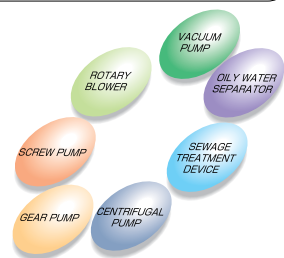 VACUUM
PUMP
ROTARY
BLOWER
OILY WATER
SEPARATOR
SCREW PUMP
SEWAGE
TREATMENT
DEVICE
GEAR PUMP
CENTRIFUGAL
PUMP